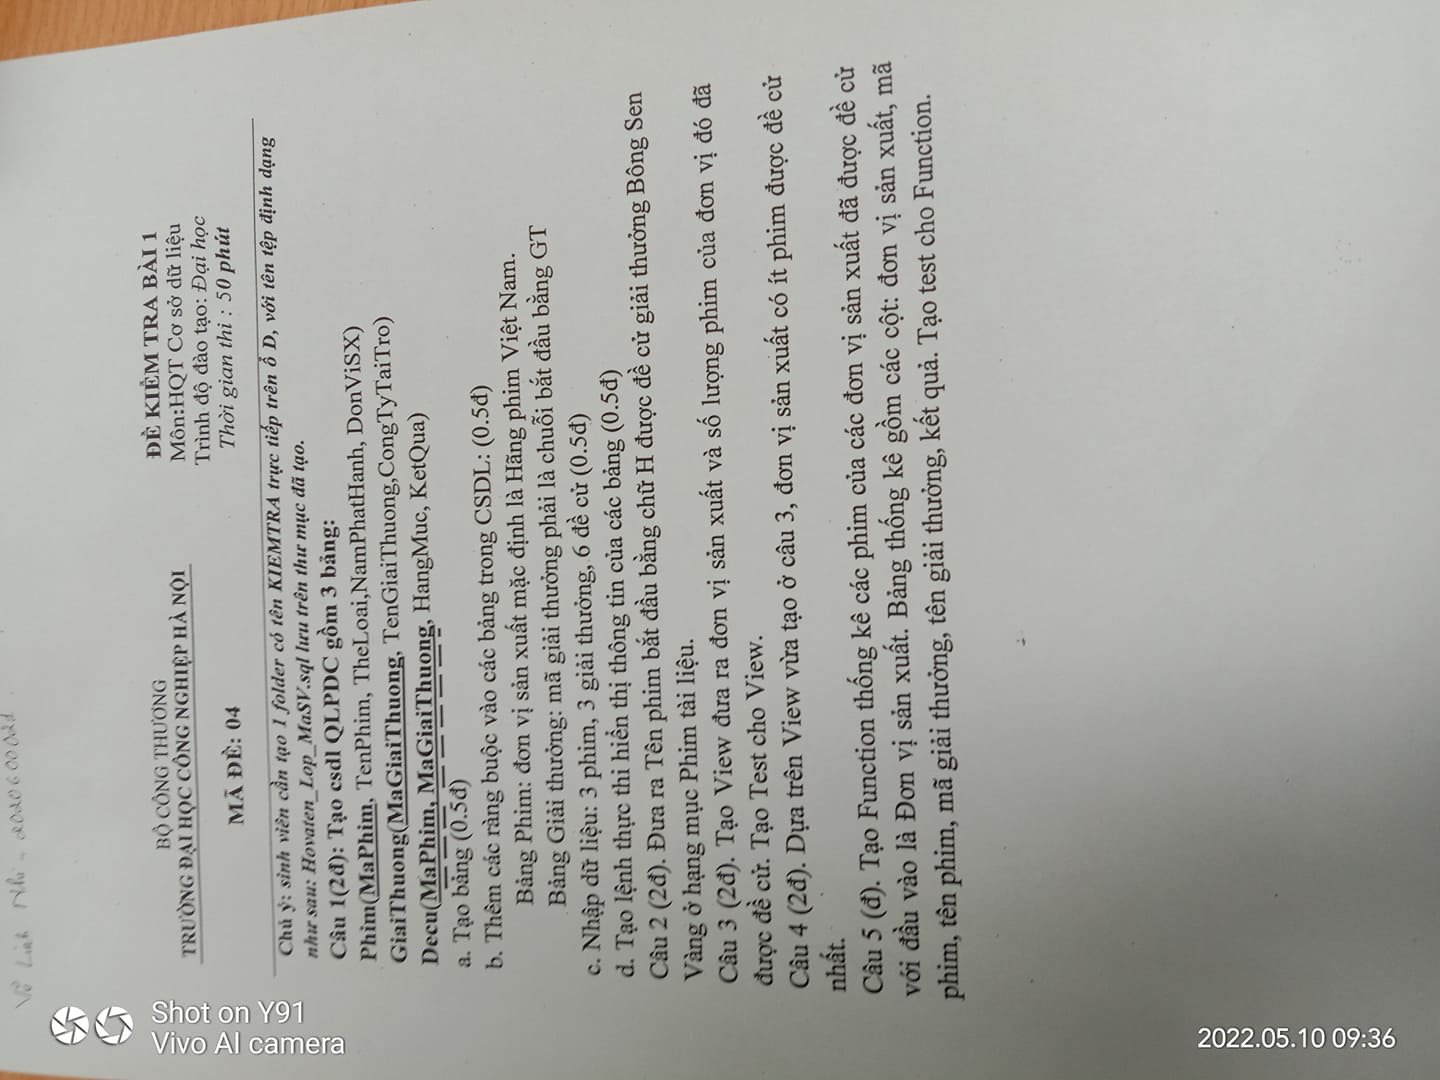 Võ Linh Nhi - 2020600021
BỘ CÔNG THƯƠNG
TRƯỜNG ĐẠI HỌC CÔNG NGHIỆP HÀ NỘI
MÃ ĐỀ: 04
ĐỀ KIỂM TRA BÀI 1
Môn:HQT Cơ sở dữ liệu
Trình độ đào tạo: Đại học
Thời gian thi : 50 phút
Chú ý: sinh viên cần tạo 1 folder có tên KIEMTRA trực tiếp trên ổ D, với tên tệp định dạng
như sau: Hovaten_Lop_MaSV.sql lưu trên thư mục đã tạo.
Câu 1(2đ): Tạo csdl QLPDC gồm 3 bảng:
Phim(MaPhim, TenPhim, TheLoai,NamPhatHanh, DonViSX)
GiaiThuong(MaGiaiThuong, TenGiaiThuong,CongTyTaiTro)
Decu(MaPhim, MaGiaiThuong, HangMuc, KetQua)
a. Tạo bảng (0.5đ)
b. Thêm các ràng buộc vào các bảng trong CSDL: (0.5đ)
Bảng Phim: đơn vị sản xuất mặc định là Hãng phim Việt Nam.
Bảng Giải thưởng: mã giải thưởng phải là chuỗi bắt đầu bằng GT
c. Nhập dữ liệu: 3 phim, 3 giải thưởng, 6 đề cử (0.5đ)
d. Tạo lệnh thực thi hiển thị thông tin của các bảng (0.5đ)
Câu 2 (2đ). Đưa ra Tên phim bắt đầu bằng chữ H được đề cử giải thưởng Bông Sen
Vàng ở hạng mục Phim tài liệu.
Câu 3 (2đ). Tạo View đưa ra đơn vị sản xuất và số lượng phim của đơn vị đó đã
được đề cử. Tạo Test cho View.
Câu 4 (2đ). Dựa trên View vừa tạo ở câu 3, đơn vị sản xuất có ít phim được đề cử
nhất.
Câu 5 (đ). Tạo Function thống kê các phim của các đơn vị sản xuất đã được đề cử
với đầu vào là Đơn vị sản xuất. Bảng thống kê gồm các cột: đơn vị sản xuất, mã
phim, tên phim, mã giải thưởng, tên giải thưởng, kết quả. Tạo test cho Function.
Shot on Y91
Vivo AI camera
2022.05.10 09:36